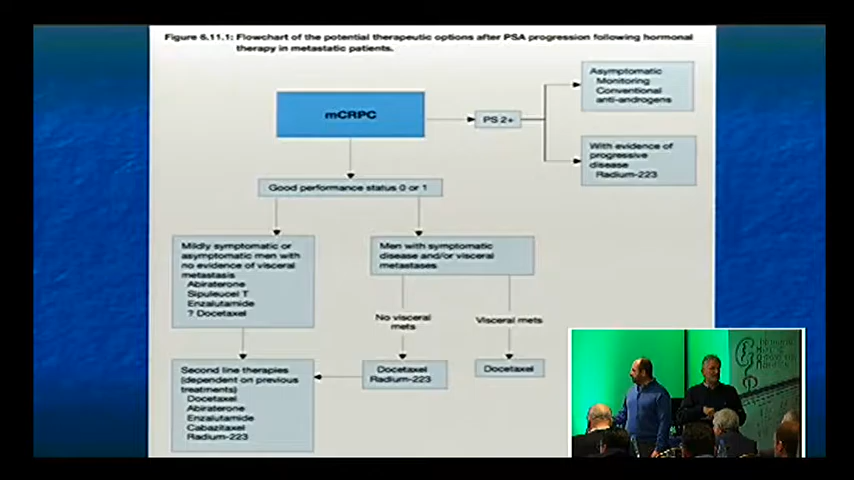 Figure 6.11.1: Flowchart of the potential therapeutic options after PSA progression following hormonal
therapy in metastatic patients.
mCRPC
PS 2+
Asymptomatic
Monitoring
Conventional
anti-androgens
With evidence of
progressive
disease
Radium-223
Good performance status 0 or 1
Mildly symptomatic or
asymptomatic men with
no evidence of visceral
metastasis
Abiraterone
Sipuleucel T
Enzalutamide
? Docetaxel
Men with symptomatic
disease and/or visceral
metastases
No visceral
mets
Visceral mets
Docetaxel
Radium-223
Docetaxel
Second line therapies
(dependent on previous
treatments)
Docetaxel
Abiraterone
Enzalutamide
Cabazitaxel
Radium-223